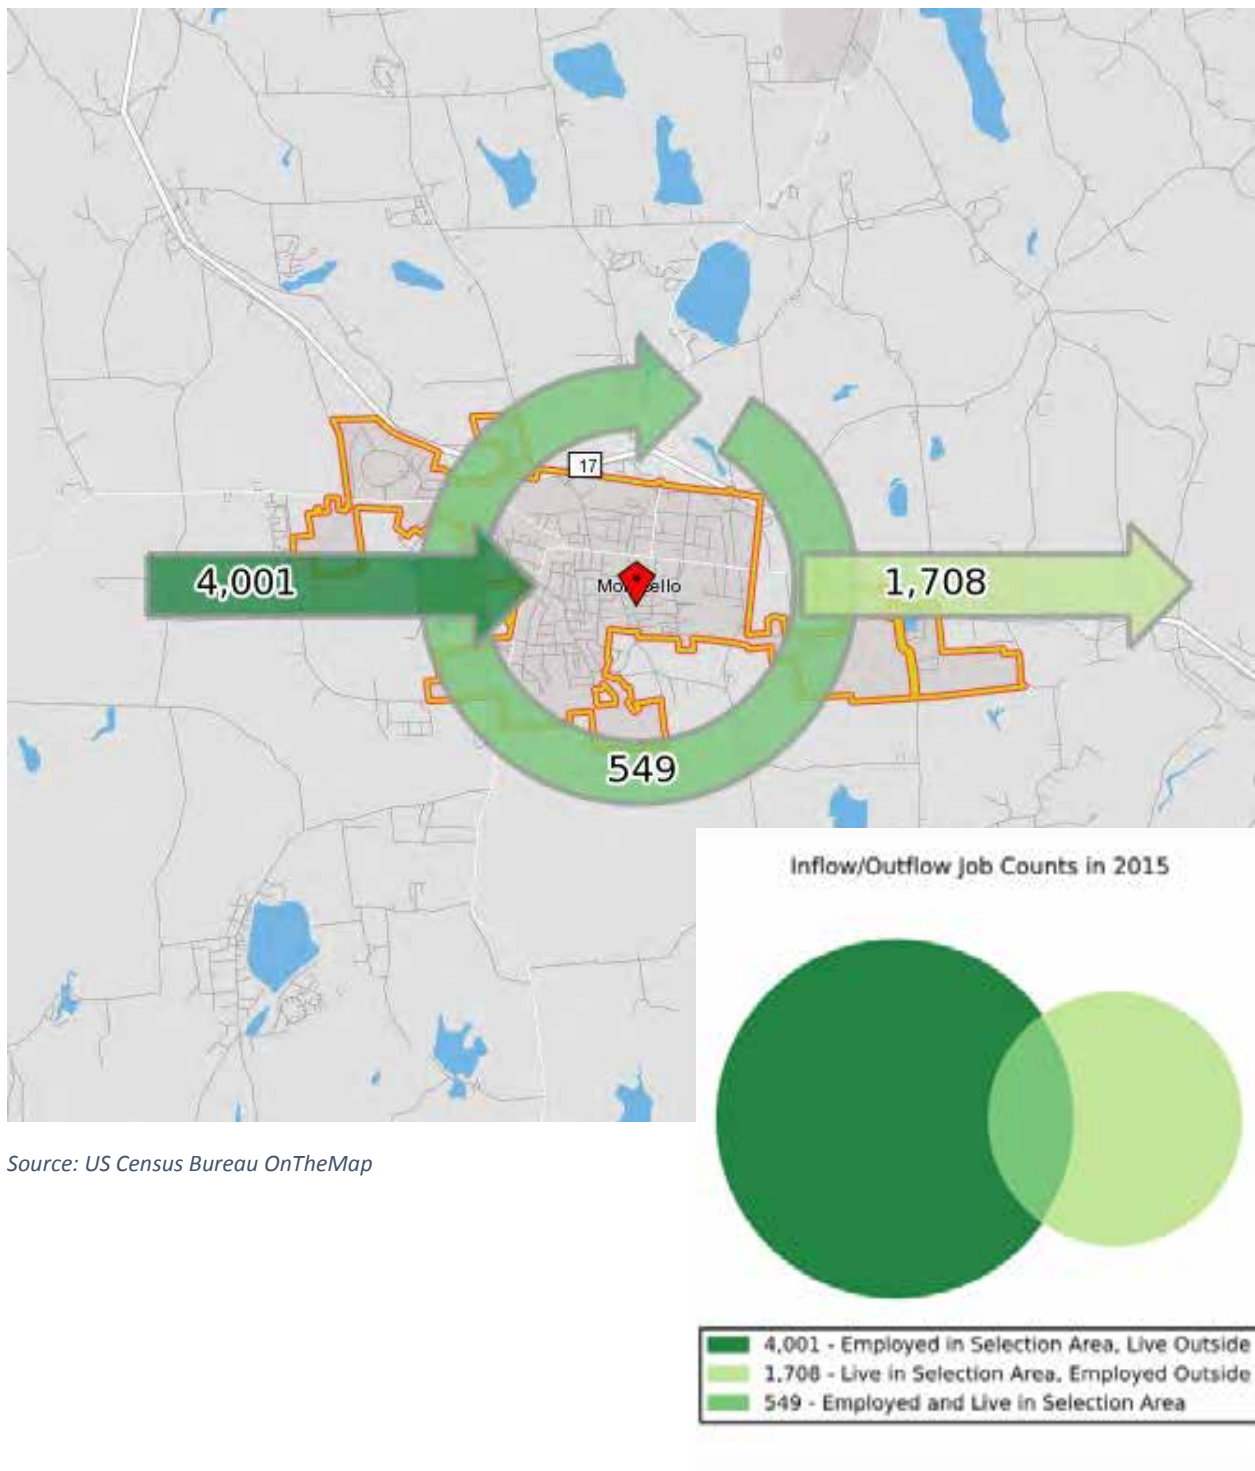 17
4,001
Mo ello
1,708
549
Inflow/Outflow Job Counts in 2015
Source: US Census Bureau OnTheMap
4,001 - Employed in Selection Area, Live Outside
1,708 - Live in Selection Area, Employed Outside
549 - Employed and Live in Selection Area